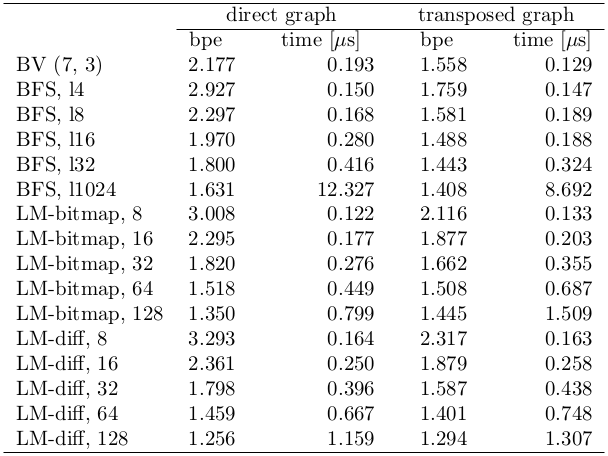 direct graph transposed graph
bpe time [μs] bpe time [μs]
BV (7, 3) 2.177 0.193 1.558 0.129
BFS, l4 2.927 0.150 1.759 0.147
BFS, l8 2.297 0.168 1.581 0.189
BFS, l16 1.970 0.280 1.488 0.188
BFS, l32 1.800 0.416 1.443 0.324
BFS, l1024 1.631 12.327 1.408 8.692
LM-bitmap, 8 3.008 0.122 2.116 0.133
LM-bitmap, 16 2.295 0.177 1.877 0.203
LM-bitmap, 32 1.820 0.276 1.662 0.355
LM-bitmap, 64 1.518 0.449 1.508 0.687
LM-bitmap, 128 1.350 0.799 1.445 1.509
LM-diff, 8 3.293 0.164 2.317 0.163
LM-diff, 16 2.361 0.250 1.879 0.258
LM-diff, 32 1.798 0.396 1.587 0.438
LM-diff, 64 1.459 0.667 1.401 0.748
LM-diff, 128 1.256 1.159 1.294 1.307